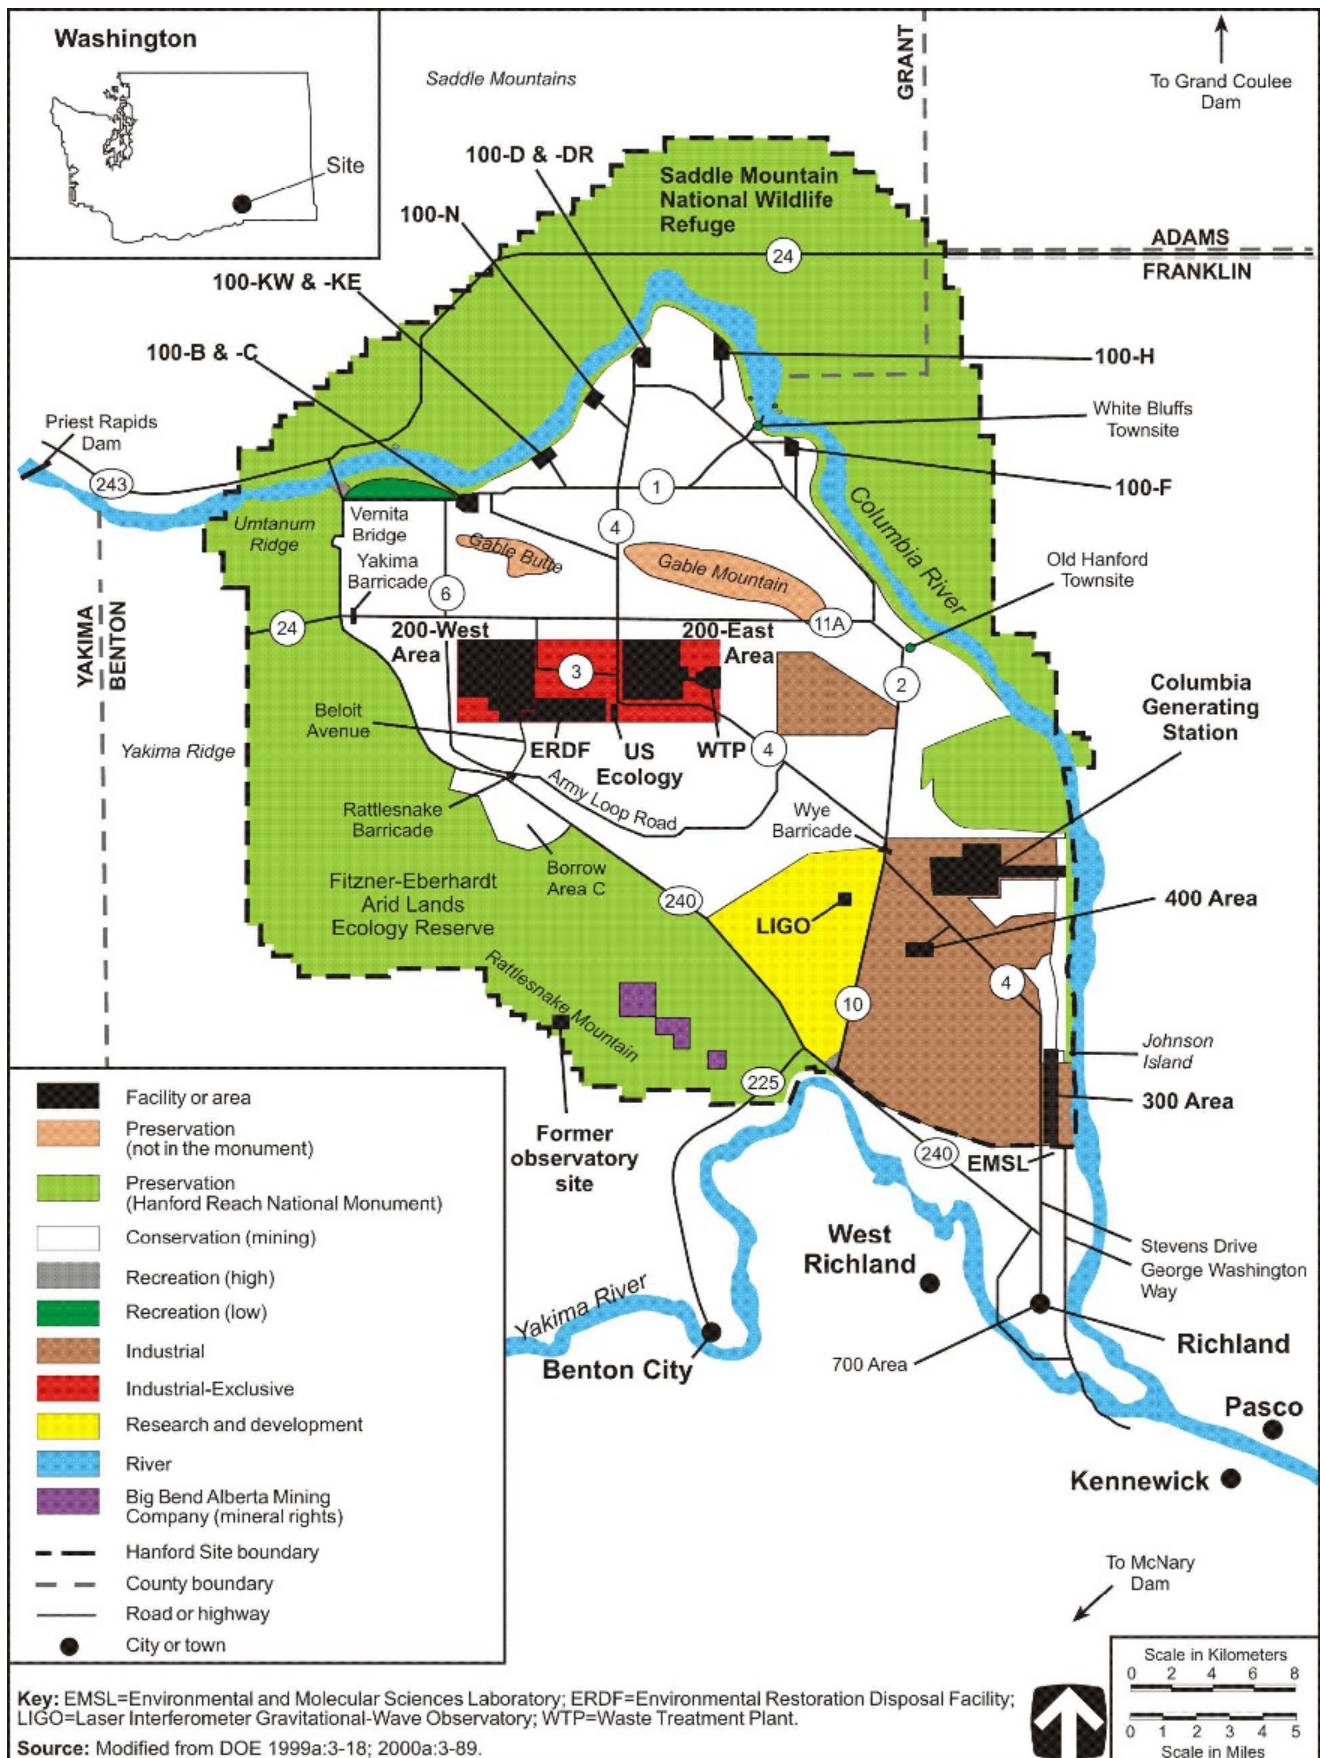 Washington
Site
Saddle Mountains
GRANT
To Grand Coulee
Dam
100-D & -DR
Saddle Mountain
National Wildlife
Refuge
100-N
ADAMS
24
FRANKLIN
100-KW & -KE
100-B & -C
100-H
White Bluffs
Townsite
Priest Rapids
Dam
243
1
100-F
Columbia River
4
Umtanum
Ridge
Vernita
Bridge
Gable Butte
Gable Mountain
Old Hanford
Townsite
Yakima
Barricade
6
YAKIMA
BENTON
24
11A
200-West
Area
200-East
Area
3
2
Columbia
Generating
Station
Beloit
Avenue
Yakima Ridge
ERDF
US
Ecology
WTP
4
Army Loop Road
Rattlesnake
Barricade
Wye
Barricade
Borrow
Area C
Fitzner-Eberhardt
Arid Lands
Ecology Reserve
240
LIGO
400 Area
Rattlesnake Mountain
10
4
Johnson
Island
225
300 Area
Former
observatory
site
240
EMSL
West
Richland
Stevens Drive
George Washington
Way
Yakima River
Benton City
700 Area
Richland
Pasco
Kennewick
To McNary
Dam
Facility or area
Preservation
(not in the monument)
Preservation
(Hanford Reach National Monument)
Conservation (mining)
Recreation (high)
Recreation (low)
Industrial
Industrial-Exclusive
Research and development
River
Big Bend Alberta Mining
Company (mineral rights)
Hanford Site boundary
County boundary
Road or highway
City or town
Scale in Kilometers
0 2 4 6 8
0 1 2 3 4 5
Scale in Miles
Key: EMSL=Environmental and Molecular Sciences Laboratory; ERDF=Environmental Restoration Disposal Facility;
LIGO=Laser Interferometer Gravitational-Wave Observatory; WTP=Waste Treatment Plant.
Source: Modified from DOE 1999a:3-18; 2000a:3-89.